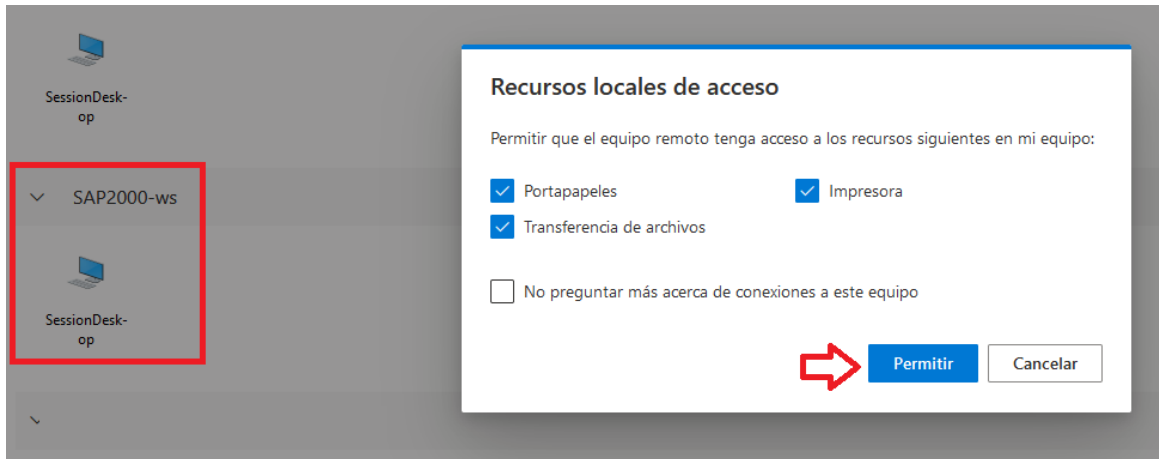 SessionDesk-
op
SAP2000-ws
SessionDesk-
op
Recursos locales de acceso
Permitir que el equipo remoto tenga acceso a los recursos siguientes en mi equipo:
Portapapeles
Impresora
Transferencia de archivos
No preguntar más acerca de conexiones a este equipo
Permitir
Cancelar